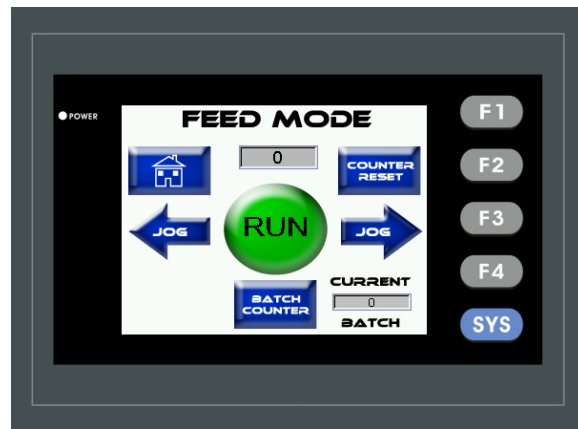 POWER
FEED MODE
0
COUNTER
RESET
JOG
RUN
JOG
BATCH
COUNTER
CURRENT
0
BATCH
F1
F2
F3
F4
SYS